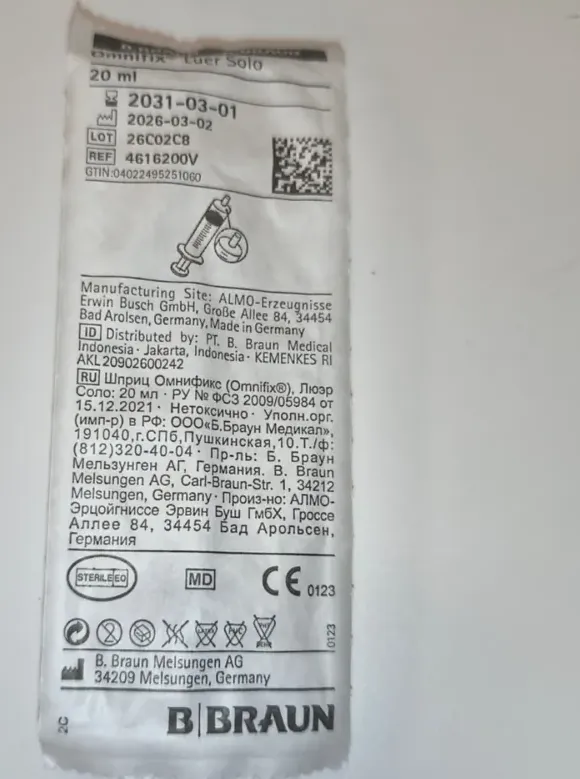 Omnifix® Luer Solo
20 ml
2031-03-01
2026-03-02
LOT 26C02C8
REF 4616200V
GTIN:04022495251060
Manufacturing Site: ALMO-Erzeugnisse
Erwin Busch GmbH, Große Allee 84, 34454
Bad Arolsen, Germany, Made in Germany
ID Distributed by: PT. B. Braun Medical
Indonesia · Jakarta, Indonesia · KEMENKES RI
AKL 20902600242
RU Шприц Омнификс (Omnifix®), Люэр
Соло: 20 мл · РУ № ФСЗ 2009/05984 от
15.12.2021 · Нетоксично · Уполн.орг.
(имп-р) в РФ: ООО«Б.Браун Медикал»,
191040,г.СПб,Пушкинская,10.Т./ф:
(812)320-40-04 · Пр-ль: Б. Браун
Мельзунген АГ, Германия. B. Braun
Melsungen AG, Carl-Braun-Str. 1, 34212
Melsungen, Germany · Произ-но: АЛМО-
Эрцойгниссе Эрвин Буш ГмбХ, Гроссе
Аллее 84, 34454 Бад Арользен,
Германия
STERILE EO
MD
CE 0123
0123
B. Braun Melsungen AG
34209 Melsungen, Germany
2C
B|BRAUN